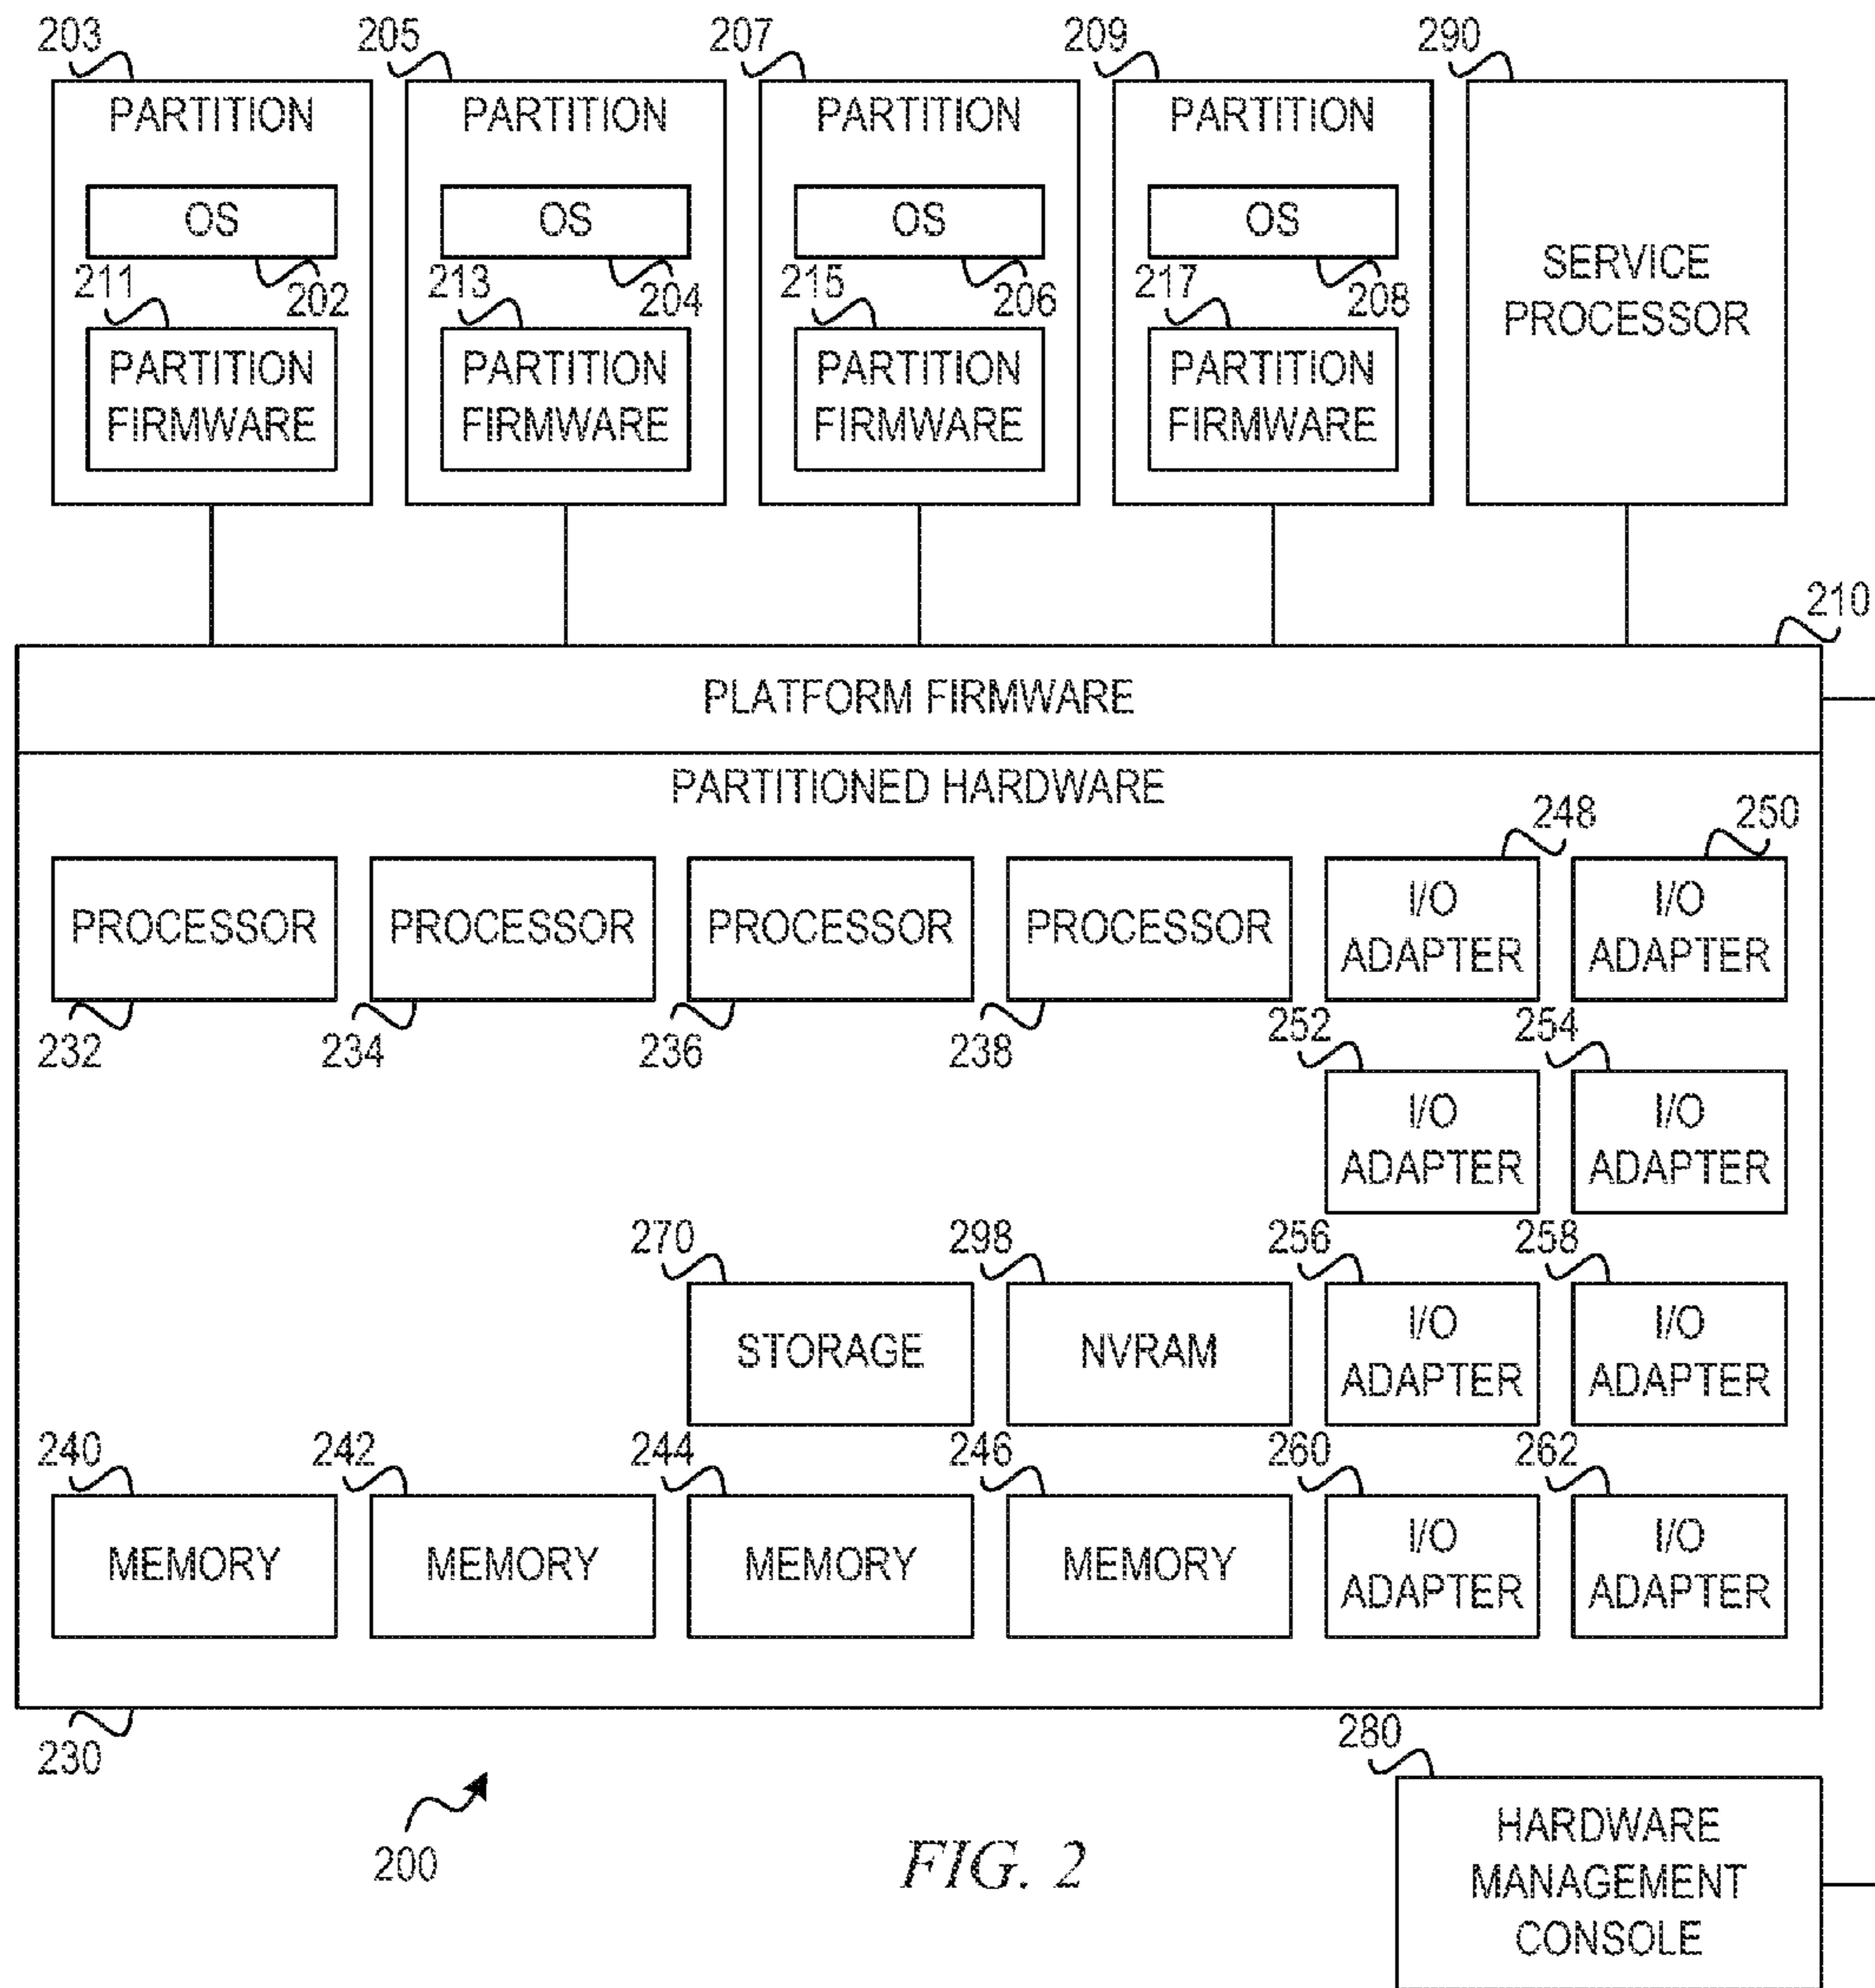 203 205 207 209 290
PARTITION PARTITION PARTITION PARTITION
OS OS OS OS
SERVICE
PROCESSOR
211 202 213 204 215 206 217 208
PARTITION
FIRMWARE
PARTITION
FIRMWARE
PARTITION
FIRMWARE
PARTITION
FIRMWARE
210
PLATFORM FIRMWARE
PARTITIONED HARDWARE
248 250
PROCESSOR PROCESSOR PROCESSOR PROCESSOR
I/O
ADAPTER
I/O
ADAPTER
232 234 236 238 252 254
I/O
ADAPTER
I/O
ADAPTER
270 298 256 258
STORAGE NVRAM
I/O
ADAPTER
I/O
ADAPTER
240 242 244 246 260 262
MEMORY MEMORY MEMORY MEMORY
I/O
ADAPTER
I/O
ADAPTER
230
280
200
FIG. 2
HARDWARE
MANAGEMENT
CONSOLE